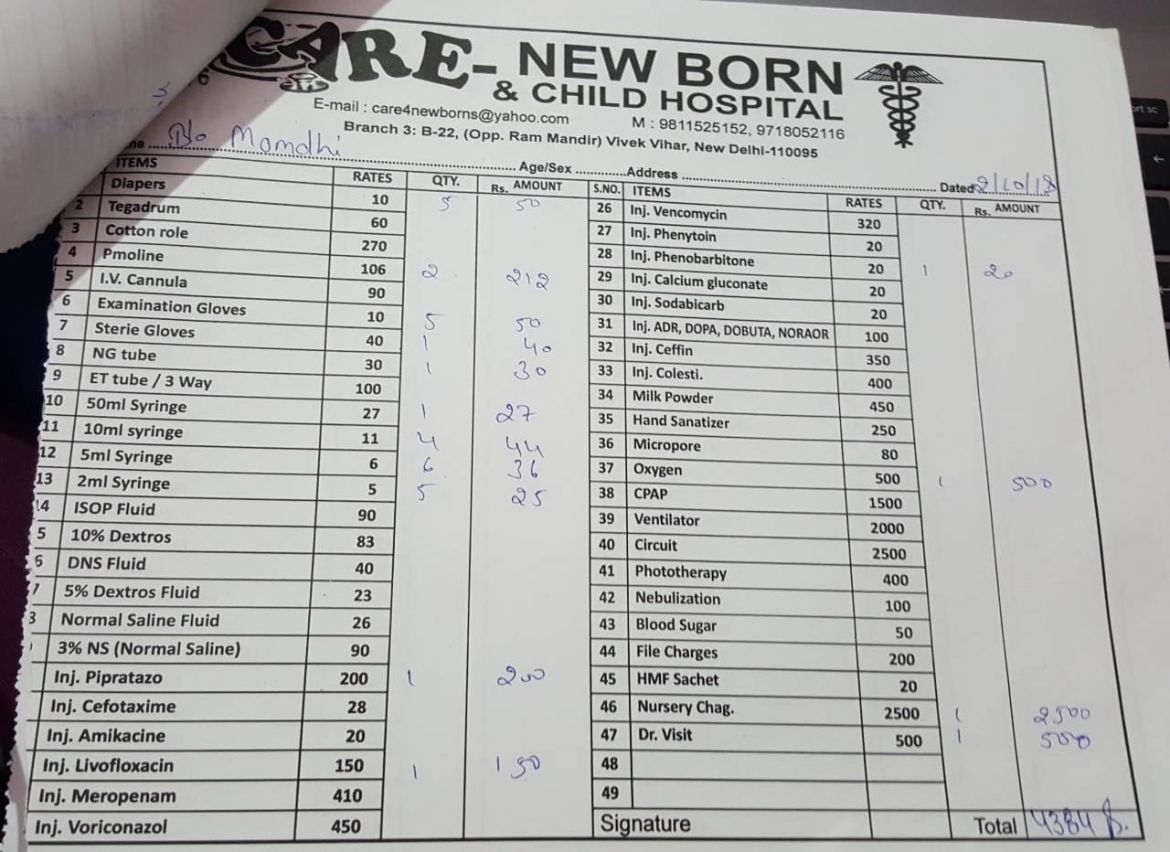 CARE- NEW BORN
& CHILD HOSPITAL
E-mail : care4newborns@yahoo.com M : 9811525152, 9718052116
Branch 3: B-22, (Opp. Ram Mandir) Vivek Vihar, New Delhi-110095
B/o Mamdhi Age/Sex Address Dated 2/10/18
ITEMS RATES QTY. Rs. AMOUNT
Diapers 10 5 50
2 Tegadrum 60
3 Cotton role 270
4 Pmoline 106 2 212
5 I.V. Cannula 90
6 Examination Gloves 10 5 50
7 Sterie Gloves 40 1 40
8 NG tube 30 1 30
9 ET tube / 3 Way 100
10 50ml Syringe 27 1 27
11 10ml syringe 11 4 44
12 5ml Syringe 6 6 36
13 2ml Syringe 5 5 25
4 ISOP Fluid 90
5 10% Dextros 83
6 DNS Fluid 40
7 5% Dextros Fluid 23
Normal Saline Fluid 26
3% NS (Normal Saline) 90
Inj. Pipratazo 200 1 200
Inj. Cefotaxime 28
Inj. Amikacine 20
Inj. Livofloxacin 150 1 150
Inj. Meropenam 410
Inj. Voriconazol 450
S.NO. ITEMS RATES QTY. Rs. AMOUNT
26 Inj. Vencomycin 320
27 Inj. Phenytoin 20
28 Inj. Phenobarbitone 20 1 20
29 Inj. Calcium gluconate 20
30 Inj. Sodabicarb 20
31 Inj. ADR, DOPA, DOBUTA, NORAOR 100
32 Inj. Ceffin 350
33 Inj. Colesti. 400
34 Milk Powder 450
35 Hand Sanatizer 250
36 Micropore 80
37 Oxygen 500 1 500
38 CPAP 1500
39 Ventilator 2000
40 Circuit 2500
41 Phototherapy 400
42 Nebulization 100
43 Blood Sugar 50
44 File Charges 200
45 HMF Sachet 20
46 Nursery Chag. 2500 1 2500
47 Dr. Visit 500 1 500
48
49
Signature Total 4384